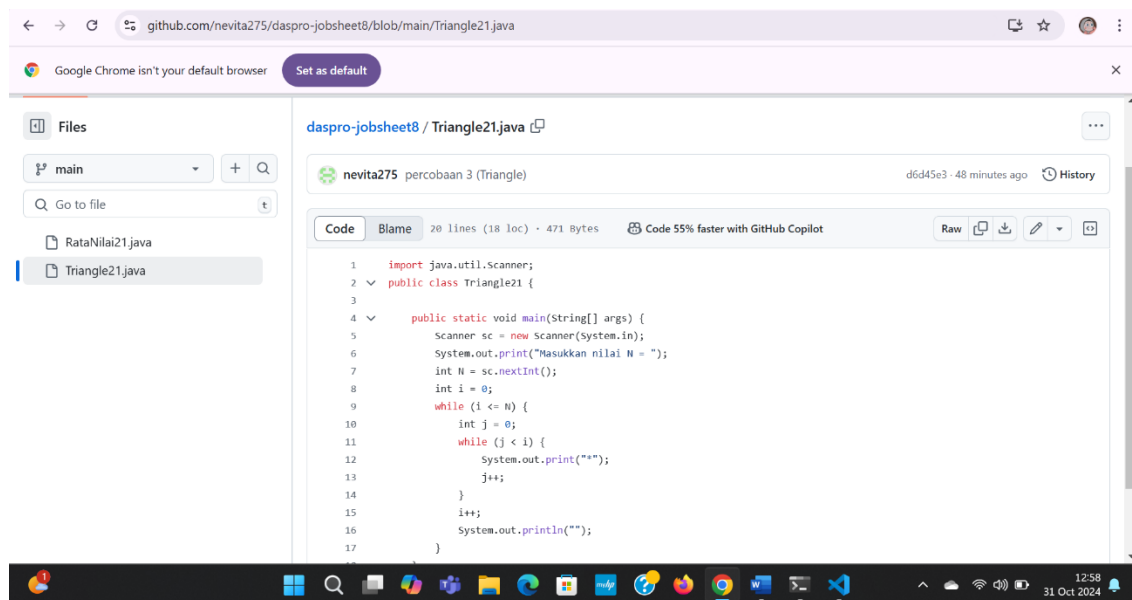 github.com/nevita275/daspro-jobsheet8/blob/main/Triangle21.java
Google Chrome isn't your default browser Set as default
Files
main
Go to file t
RataNilai21.java
Triangle21.java
daspro-jobsheet8 / Triangle21.java
nevita275 percobaan 3 (Triangle) d6d45e3 · 48 minutes ago History
Code Blame 20 lines (18 loc) · 471 Bytes Code 55% faster with GitHub Copilot Raw
1 import java.util.Scanner;
2 public class Triangle21 {
3
4 public static void main(String[] args) {
5 Scanner sc = new Scanner(System.in);
6 System.out.print("Masukkan nilai N = ");
7 int N = sc.nextInt();
8 int i = 0;
9 while (i <= N) {
10 int j = 0;
11 while (j < i) {
12 System.out.print("*");
13 j++;
14 }
15 i++;
16 System.out.println("");
17 }
1
12:58
31 Oct 2024